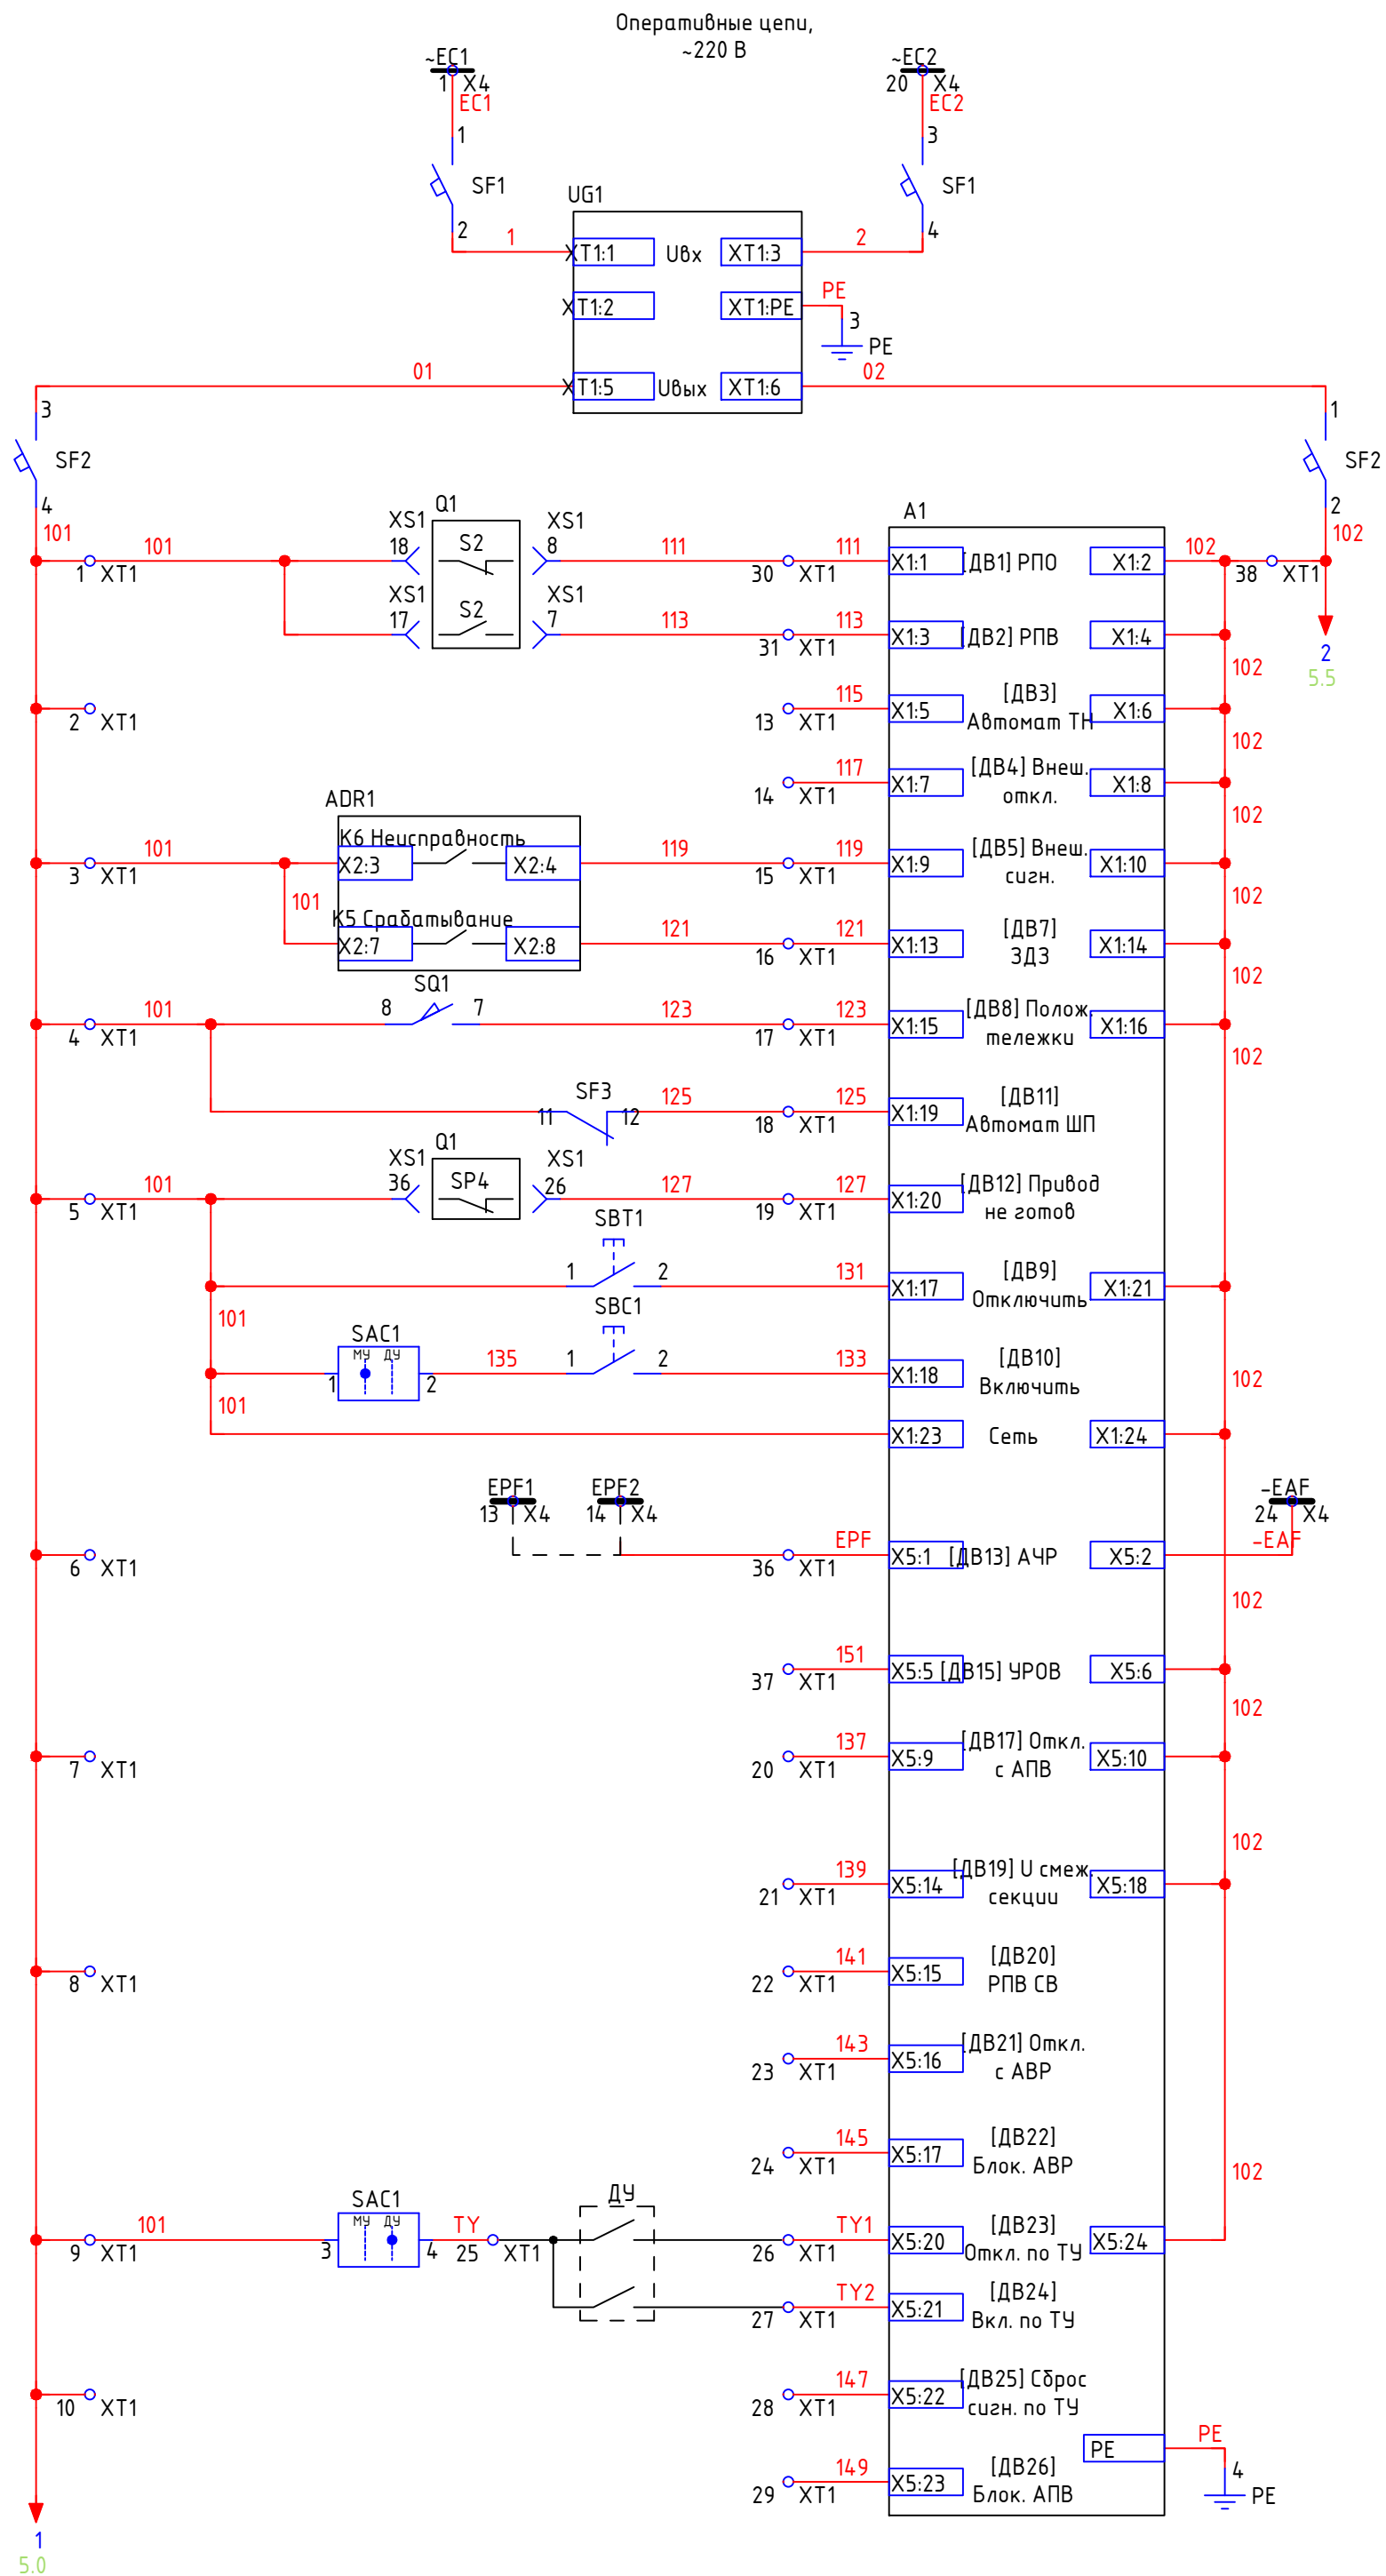 Оперативные цепи,
~220 В
~EC1
1 X4
EC1
1
SF1
2
1
~EC2
20 X4
EC2
3
SF1
4
2
UG1
XT1:1 Uвх XT1:3
XT1:2 XT1:PE
PE
3
PE
XT1:5 Uвых XT1:6
01
02
3
SF2
4
101
1
SF2
2
102
2
5.5
1 XT1
101
Q1
XS1
18
S2
XS1
8
111
30 XT1
111
A1
X1:1 [ДВ1] РПО X1:2
102
38 XT1
XS1
17
S2
XS1
7
113
31 XT1
113
X1:3 [ДВ2] РПВ X1:4
102
2 XT1
13 XT1
115
X1:5 [ДВ3]
Автомат ТН X1:6
102
14 XT1
117
X1:7 [ДВ4] Внеш.
откл. X1:8
102
ADR1
3 XT1
101
K6 Неисправность
X2:3 X2:4
119
15 XT1
119
X1:9 [ДВ5] Внеш.
сигн. X1:10
102
101
K5 Срабатывание
X2:7 X2:8
121
16 XT1
121
X1:13 [ДВ7]
ЗДЗ X1:14
102
4 XT1
101
SQ1
8 7
123
17 XT1
123
X1:15 [ДВ8] Полож.
тележки X1:16
102
SF3
11 12
125
18 XT1
125
X1:19 [ДВ11]
Автомат ШП
5 XT1
101
Q1
XS1
36
SP4
XS1
26
127
19 XT1
127
X1:20 [ДВ12] Привод
не готов
SBT1
1 2
131
X1:17 [ДВ9]
Отключить X1:21
101
SAC1
МУ ДУ
1 2
135
SBC1
1 2
133
X1:18 [ДВ10]
Включить
102
101
X1:23 Сеть X1:24
EPF1
13 X4
EPF2
14 X4
-EAF
24 X4
6 XT1
36 XT1
EPF
X5:1 [ДВ13] АЧР X5:2
-EAF
102
37 XT1
151
X5:5 [ДВ15] УРОВ X5:6
102
7 XT1
20 XT1
137
X5:9 [ДВ17] Откл.
с АПВ X5:10
102
21 XT1
139
X5:14 [ДВ19] U смеж.
секции X5:18
8 XT1
22 XT1
141
X5:15 [ДВ20]
РПВ СВ
23 XT1
143
X5:16 [ДВ21] Откл.
с АВР
24 XT1
145
X5:17 [ДВ22]
Блок. АВР
102
9 XT1
101
SAC1
МУ ДУ
3 4
TY
25 XT1
ДУ
26 XT1
TY1
X5:20 [ДВ23]
Откл. по ТУ X5:24
27 XT1
TY2
X5:21 [ДВ24]
Вкл. по ТУ
10 XT1
28 XT1
147
X5:22 [ДВ25] Сброс
сигн. по ТУ
PE
PE
4
PE
29 XT1
149
X5:23 [ДВ26]
Блок. АПВ
1
5.0